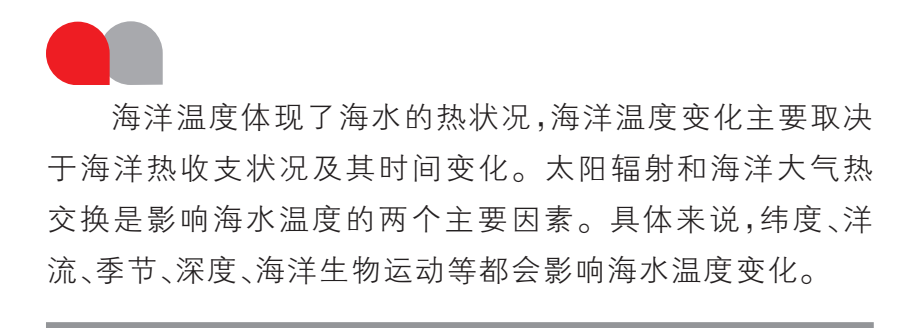 海洋温度体现了海水的热状况,海洋温度变化主要取决
于海洋热收支状况及其时间变化。太阳辐射和海洋大气热
交换是影响海水温度的两个主要因素。具体来说,纬度、洋
流、季节、深度、海洋生物运动等都会影响海水温度变化。